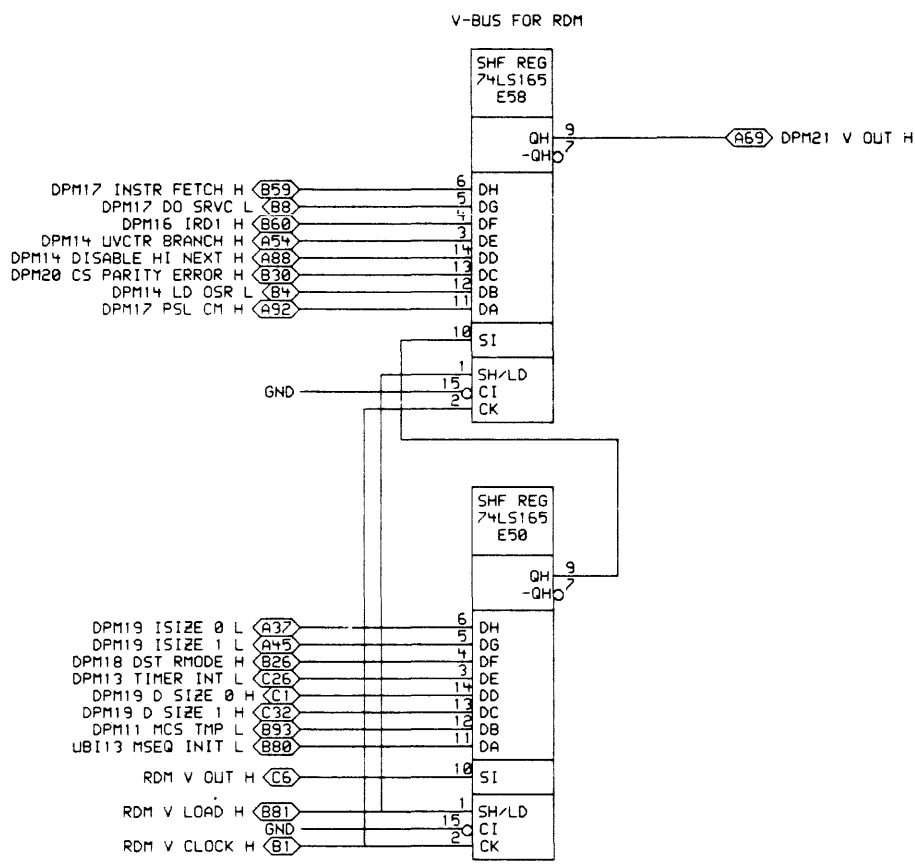 V-BUS FOR RDM
SHF REG
74LS165
E58
QH 9
-QH 7
A69 DPM21 V OUT H
DPM17 INSTR FETCH H B59 6 DH
DPM17 DO SRVC L B8 5 DG
DPM16 IRD1 H B60 4 DF
DPM14 UVCTR BRANCH H A54 3 DE
DPM14 DISABLE HI NEXT H A88 14 DD
DPM20 CS PARITY ERROR H B30 13 DC
DPM14 LD OSR L B4 12 DB
DPM17 PSL CM H A92 11 DA
10 SI
1 SH/LD
GND 15 CI
2 CK
SHF REG
74LS165
E50
QH 9
-QH 7
DPM19 ISIZE 0 L A37 6 DH
DPM19 ISIZE 1 L A45 5 DG
DPM18 DST RMODE H B26 4 DF
DPM13 TIMER INT L C26 3 DE
DPM19 D SIZE 0 H C1 14 DD
DPM19 D SIZE 1 H C32 13 DC
DPM11 MCS TMP L B93 12 DB
UBI13 MSEQ INIT L B80 11 DA
RDM V OUT H C6 10 SI
RDM V LOAD H B81 1 SH/LD
GND 15 CI
RDM V CLOCK H B1 2 CK